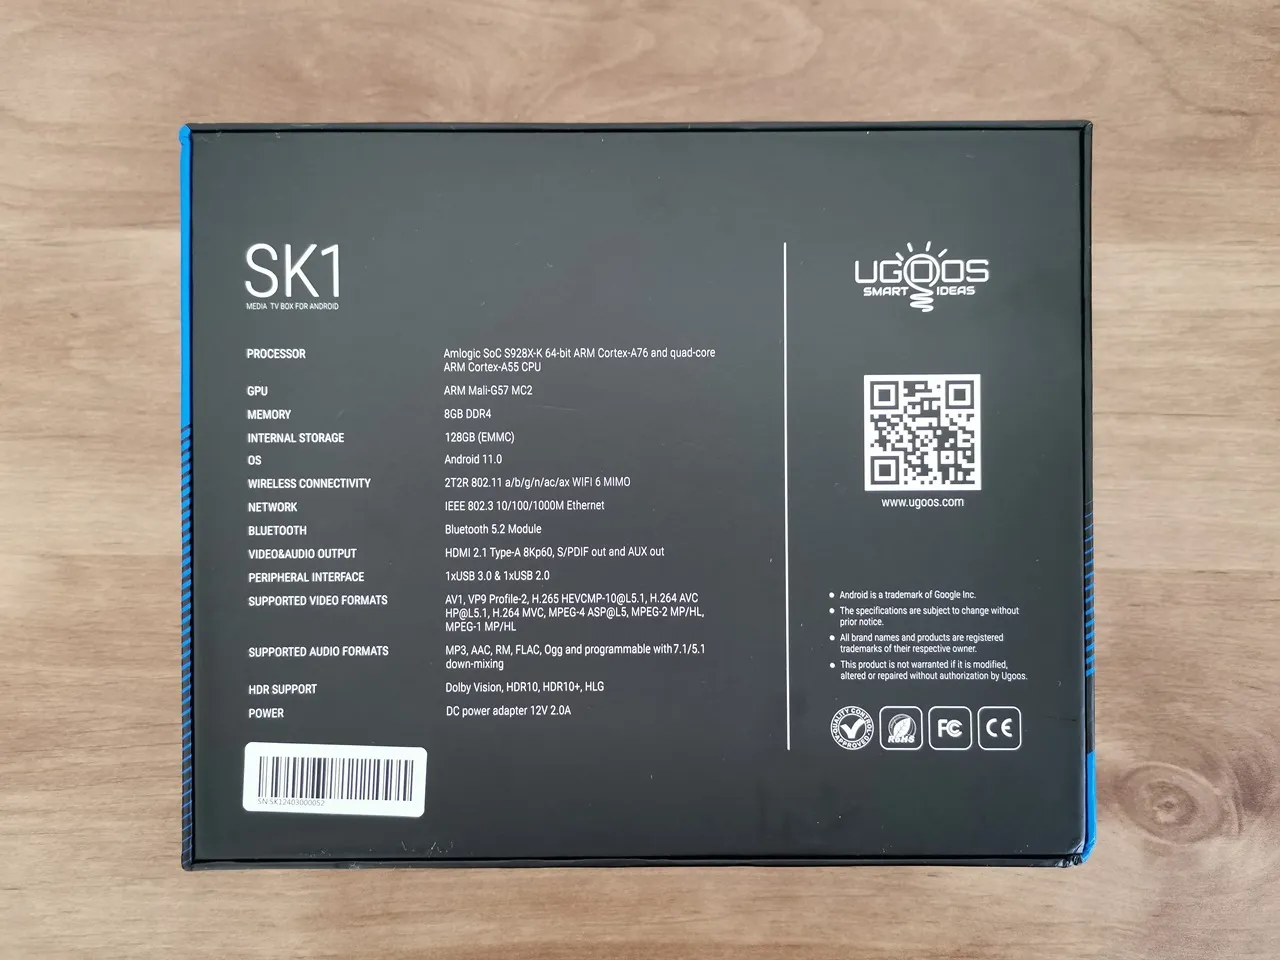 SK1
MEDIA TV BOX FOR ANDROID
PROCESSOR
Amlogic SoC S928X-K 64-bit ARM Cortex-A76 and quad-core
ARM Cortex-A55 CPU
GPU
ARM Mali-G57 MC2
MEMORY
8GB DDR4
INTERNAL STORAGE
128GB (EMMC)
OS
Android 11.0
WIRELESS CONNECTIVITY
2T2R 802.11 a/b/g/n/ac/ax WIFI 6 MIMO
NETWORK
IEEE 802.3 10/100/1000M Ethernet
BLUETOOTH
Bluetooth 5.2 Module
VIDEO&AUDIO OUTPUT
HDMI 2.1 Type-A 8Kp60, S/PDIF out and AUX out
PERIPHERAL INTERFACE
1xUSB 3.0 & 1xUSB 2.0
SUPPORTED VIDEO FORMATS
AV1, VP9 Profile-2, H.265 HEVCMP-10@L5.1, H.264 AVC
HP@L5.1, H.264 MVC, MPEG-4 ASP@L5, MPEG-2 MP/HL,
MPEG-1 MP/HL
SUPPORTED AUDIO FORMATS
MP3, AAC, RM, FLAC, Ogg and programmable with 7.1/5.1
down-mixing
HDR SUPPORT
Dolby Vision, HDR10, HDR10+, HLG
POWER
DC power adapter 12V 2.0A
SN:SK12403000052
UGOOS
SMART IDEAS
www.ugoos.com
● Android is a trademark of Google Inc.
● The specifications are subject to change without
prior notice.
● All brand names and products are registered
trademarks of their respective owner.
● This product is not warranted if it is modified,
altered or repaired without authorization by Ugoos.
QUALITY CONTROL
APPROVED
RoHS
FC
CE